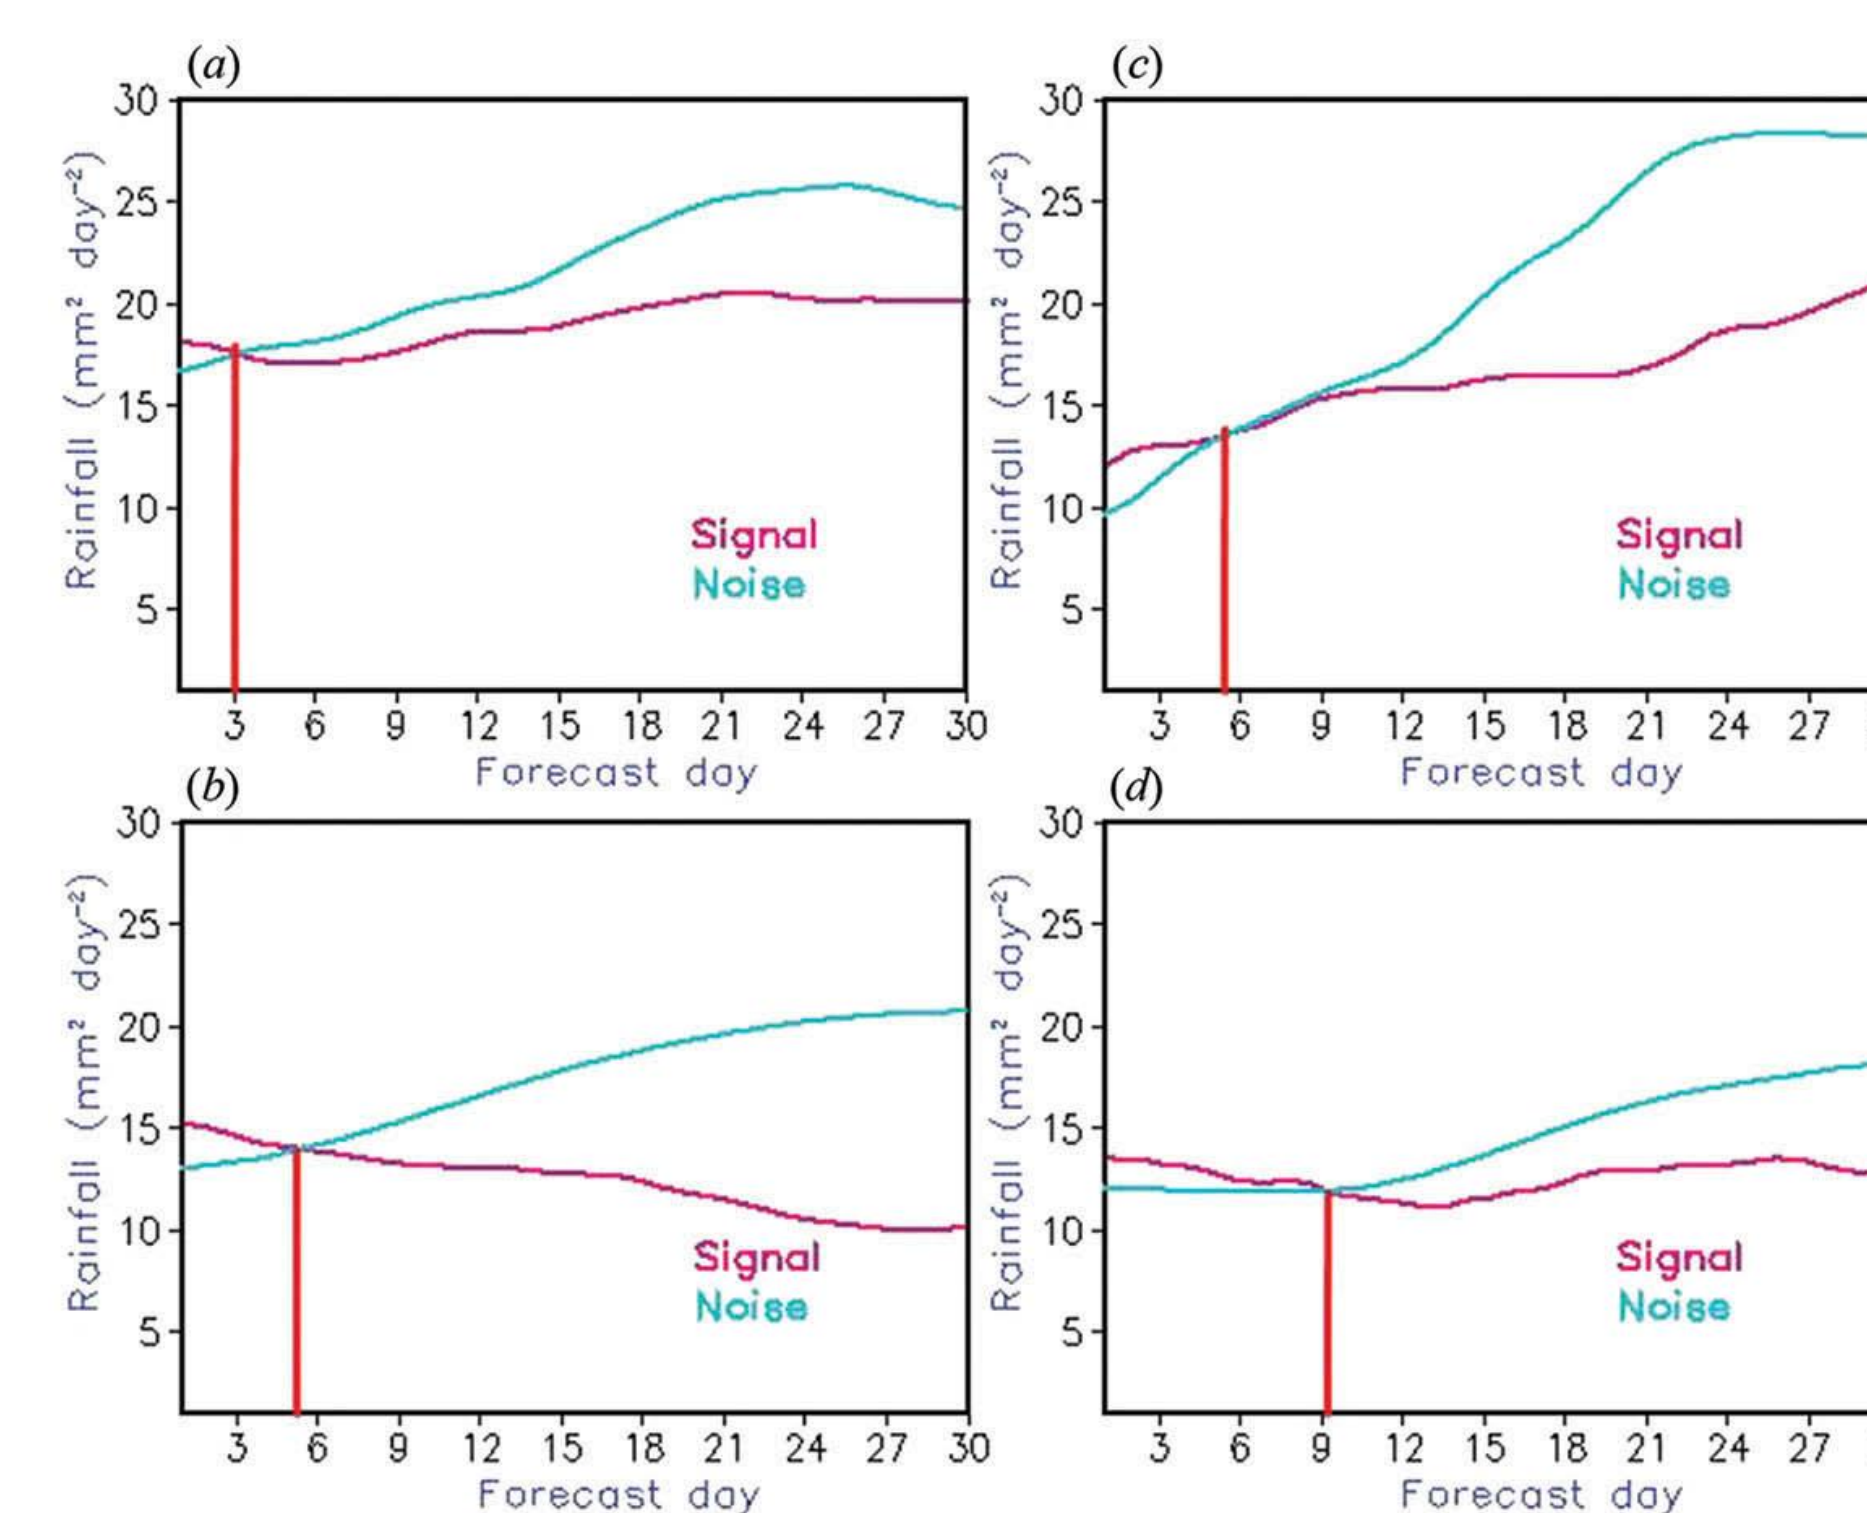 (a)
30
25
20
15
10
5
Rainfall (mm² day⁻²)
Signal
Noise
3 6 9 12 15 18 21 24 27 30
Forecast day
(c)
30
25
20
15
10
5
Rainfall (mm² day⁻²)
Signal
Noise
3 6 9 12 15 18 21 24 27
Forecast day
(b)
30
25
20
15
10
5
Rainfall (mm² day⁻²)
Signal
Noise
3 6 9 12 15 18 21 24 27 30
Forecast day
(d)
30
25
20
15
10
5
Rainfall (mm² day⁻²)
Signal
Noise
3 6 9 12 15 18 21 24 27
Forecast day